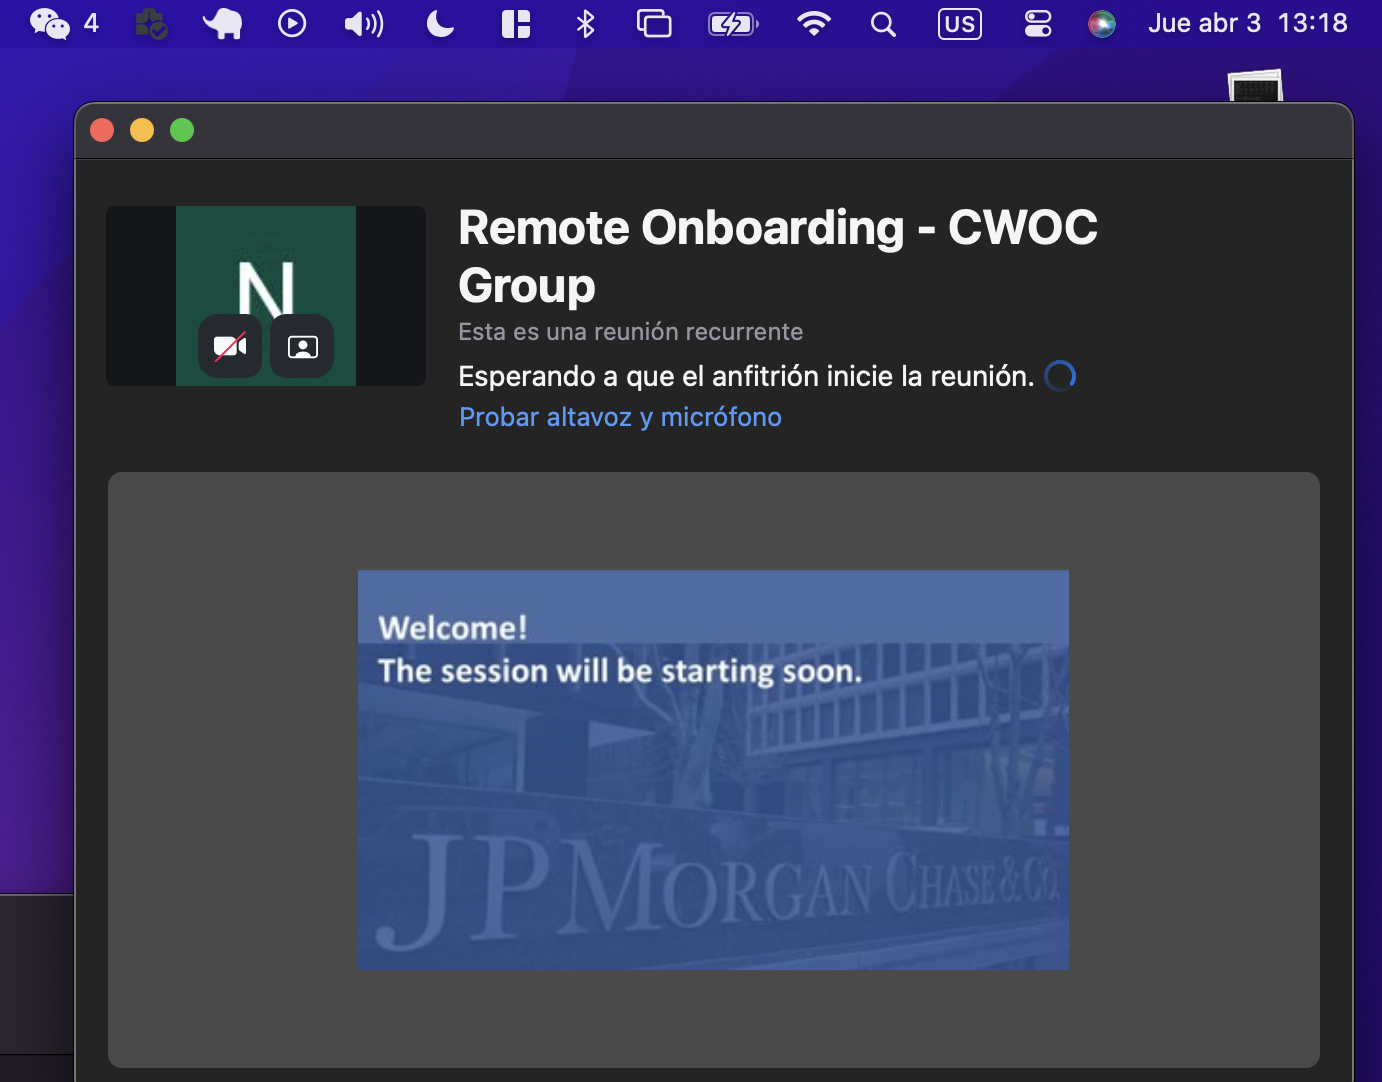 4
US
Jue abr 3 13:18
N
Remote Onboarding - CWOC
Group
Esta es una reunión recurrente
Esperando a que el anfitrión inicie la reunión.
Probar altavoz y micrófono
Welcome!
The session will be starting soon.
JPMORGAN CHASE & CO.